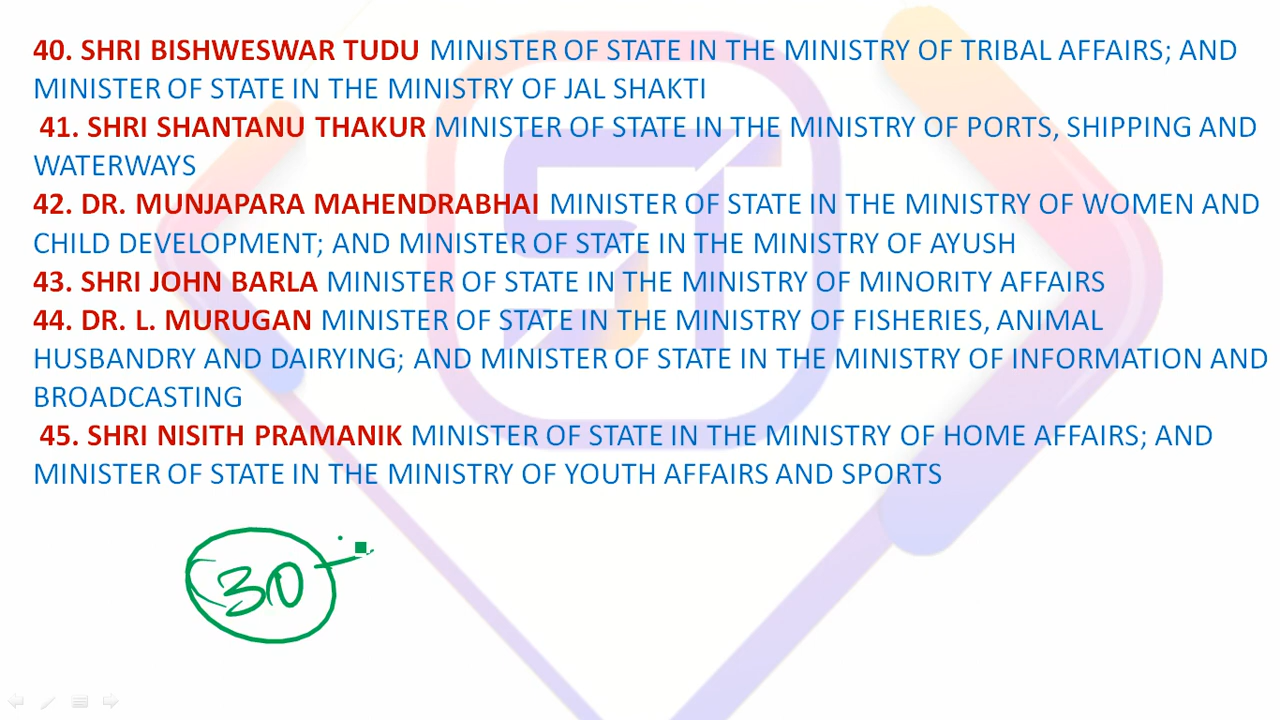 40. SHRI BISHWESWAR TUDU MINISTER OF STATE IN THE MINISTRY OF TRIBAL AFFAIRS; AND
MINISTER OF STATE IN THE MINISTRY OF JAL SHAKTI
41. SHRI SHANTANU THAKUR MINISTER OF STATE IN THE MINISTRY OF PORTS, SHIPPING AND
WATERWAYS
42. DR. MUNJAPARA MAHENDRABHAI MINISTER OF STATE IN THE MINISTRY OF WOMEN AND
CHILD DEVELOPMENT; AND MINISTER OF STATE IN THE MINISTRY OF AYUSH
43. SHRI JOHN BARLA MINISTER OF STATE IN THE MINISTRY OF MINORITY AFFAIRS
44. DR. L. MURUGAN MINISTER OF STATE IN THE MINISTRY OF FISHERIES, ANIMAL
HUSBANDRY AND DAIRYING; AND MINISTER OF STATE IN THE MINISTRY OF INFORMATION AND
BROADCASTING
45. SHRI NISITH PRAMANIK MINISTER OF STATE IN THE MINISTRY OF HOME AFFAIRS; AND
MINISTER OF STATE IN THE MINISTRY OF YOUTH AFFAIRS AND SPORTS
30